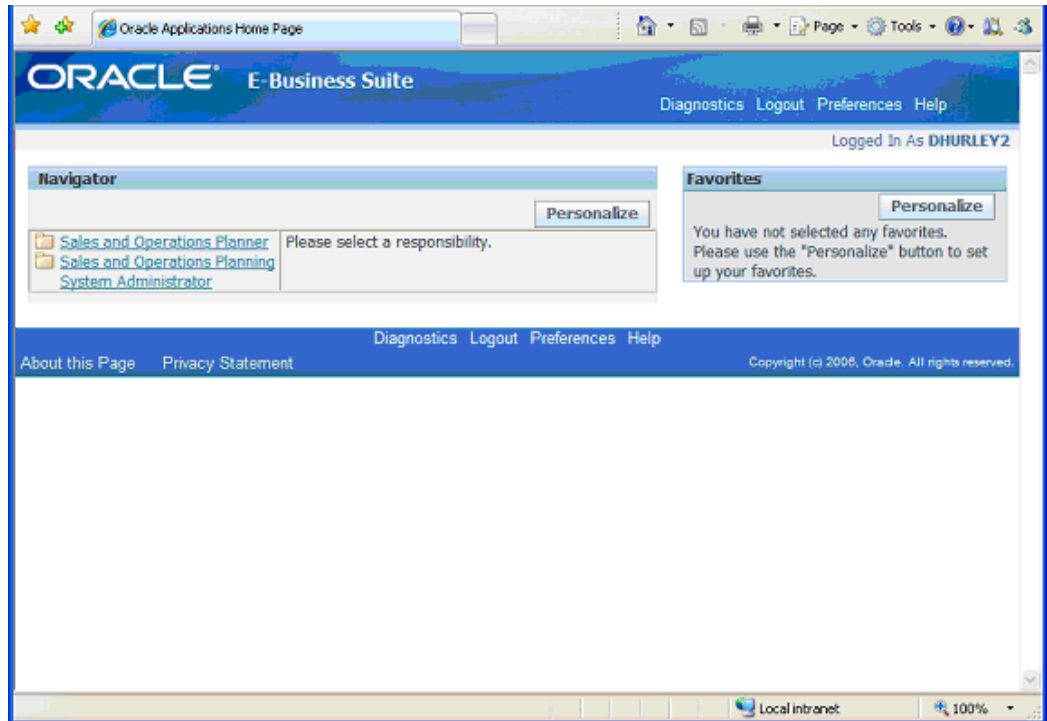 Oracle Applications Home Page
Page
Tools
ORACLE E-Business Suite
Diagnostics Logout Preferences Help
Logged In As DHURLEY2
Navigator
Personalize
Sales and Operations Planner
Sales and Operations Planning
System Administrator
Please select a responsibility.
Favorites
Personalize
You have not selected any favorites.
Please use the "Personalize" button to set
up your favorites.
Diagnostics Logout Preferences Help
About this Page Privacy Statement
Copyright (c) 2006, Oracle. All rights reserved.
Local intranet
100%